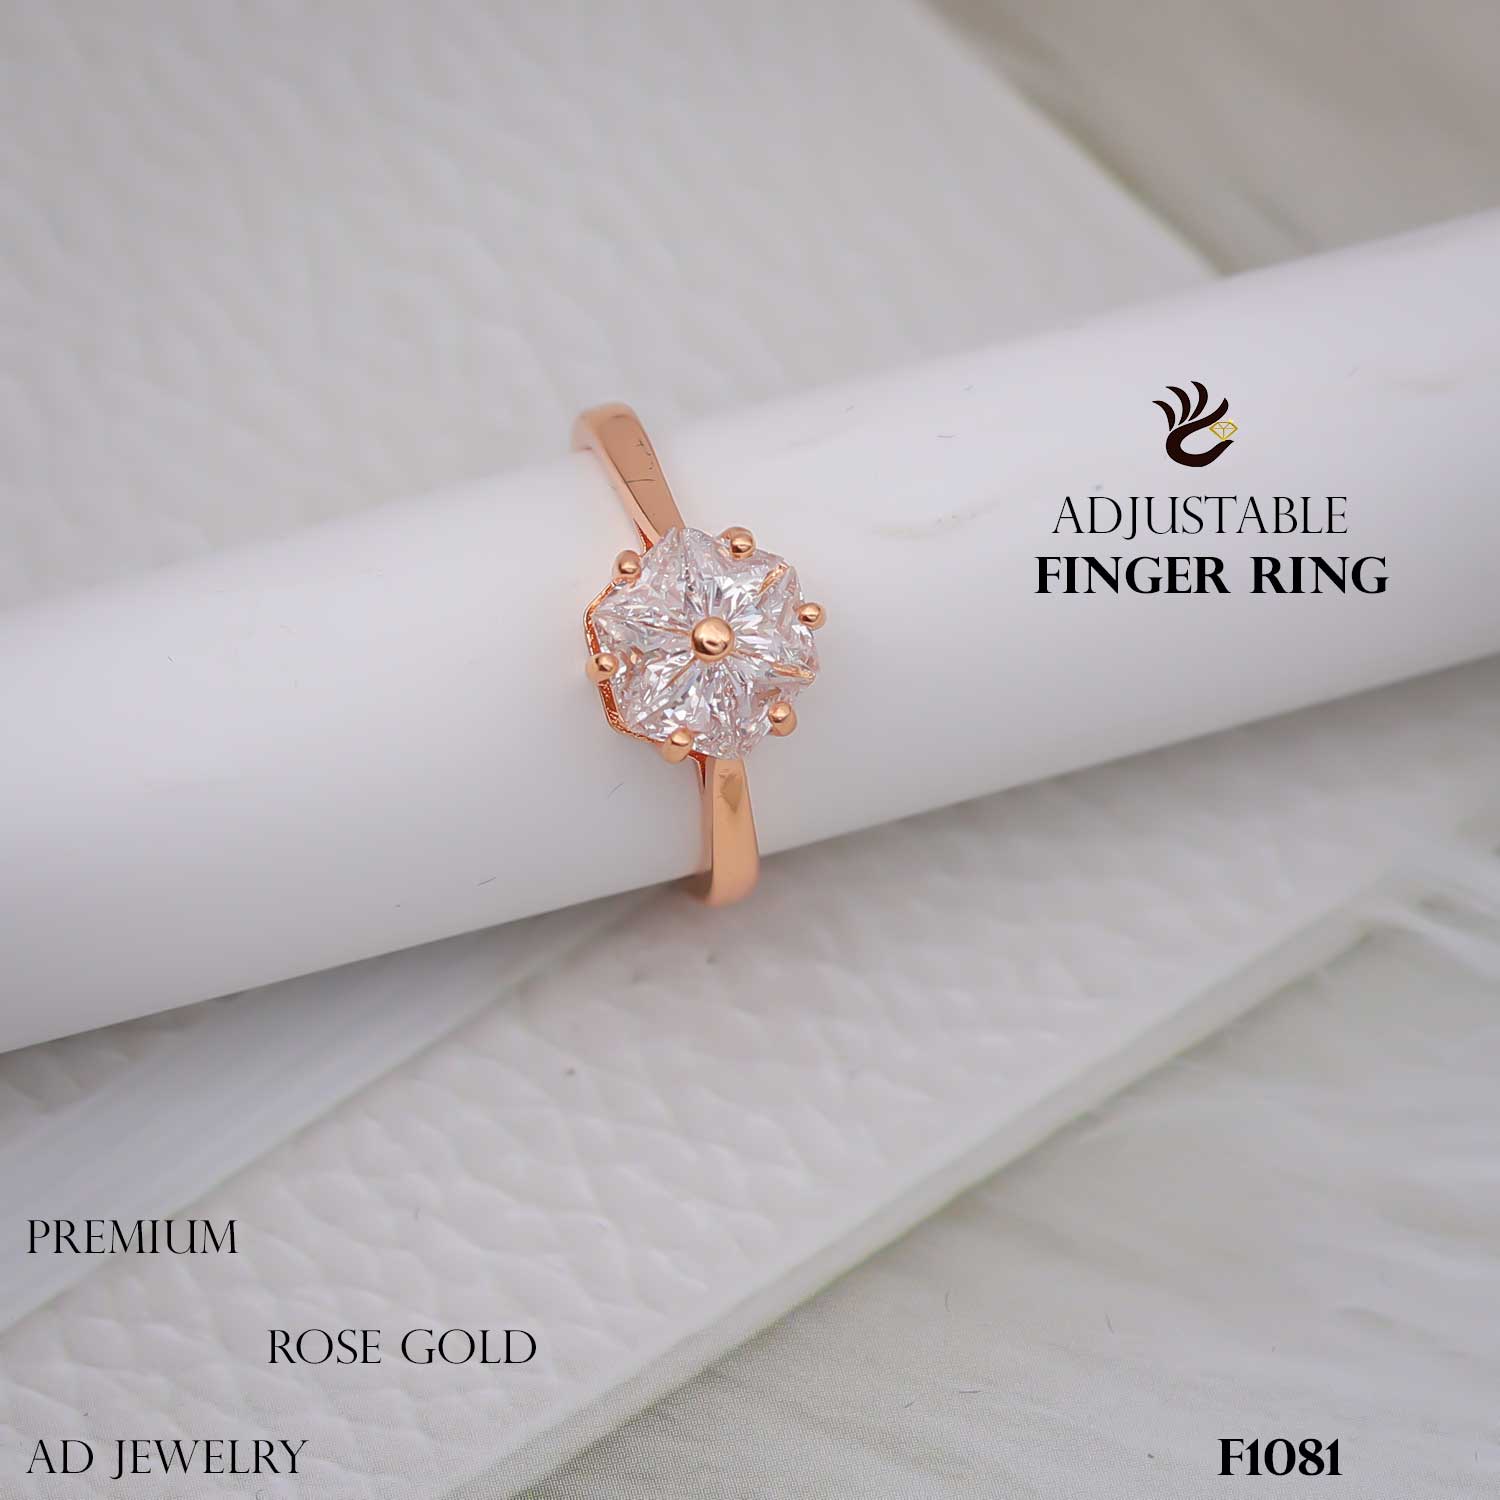 ADJUSTABLE
FINGER RING
PREMIUM
ROSE GOLD
AD JEWELRY
F1081